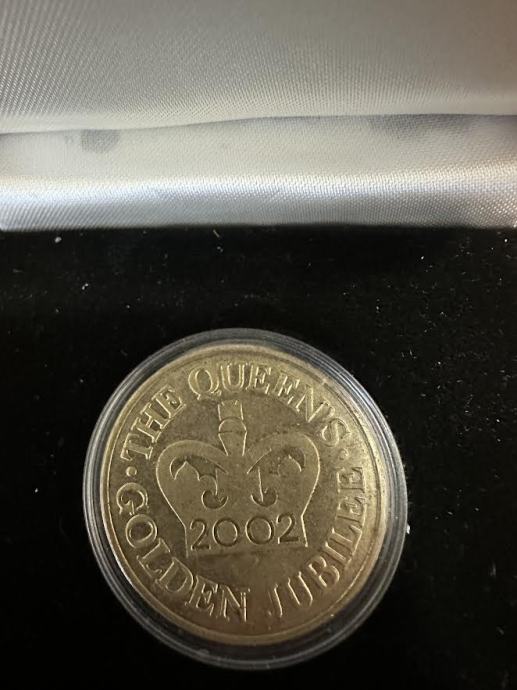 · THE QUEEN'S ·
GOLDEN JUBILEE
2002